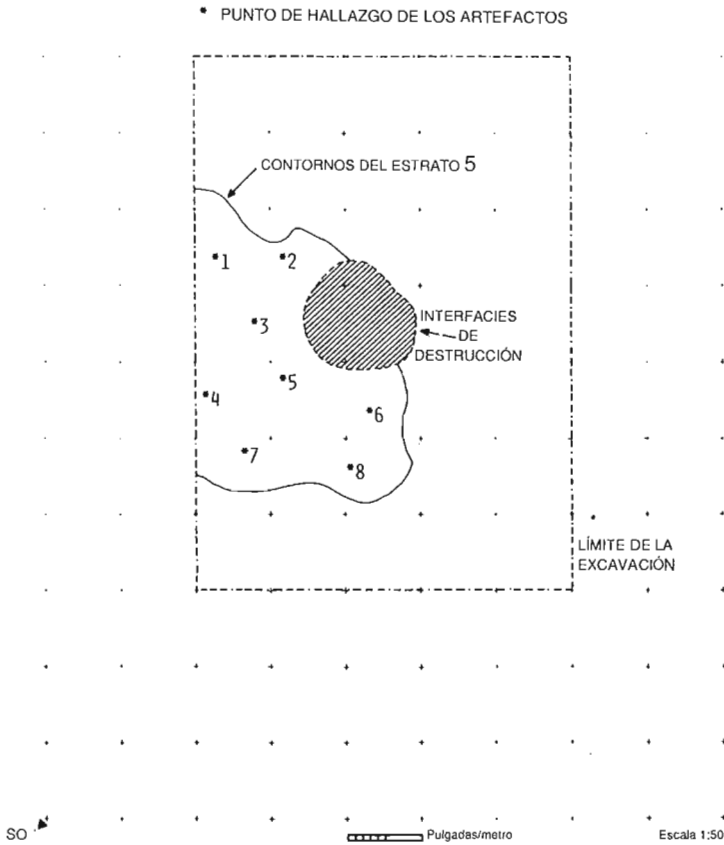 * PUNTO DE HALLAZGO DE LOS ARTEFACTOS
CONTORNOS DEL ESTRATO 5
*1
*2
*3
INTERFACIES
DE
DESTRUCCIÓN
*5
*4
*6
*7
*8
LÍMITE DE LA
EXCAVACIÓN
SO
Pulgadas/metro
Escala 1:50